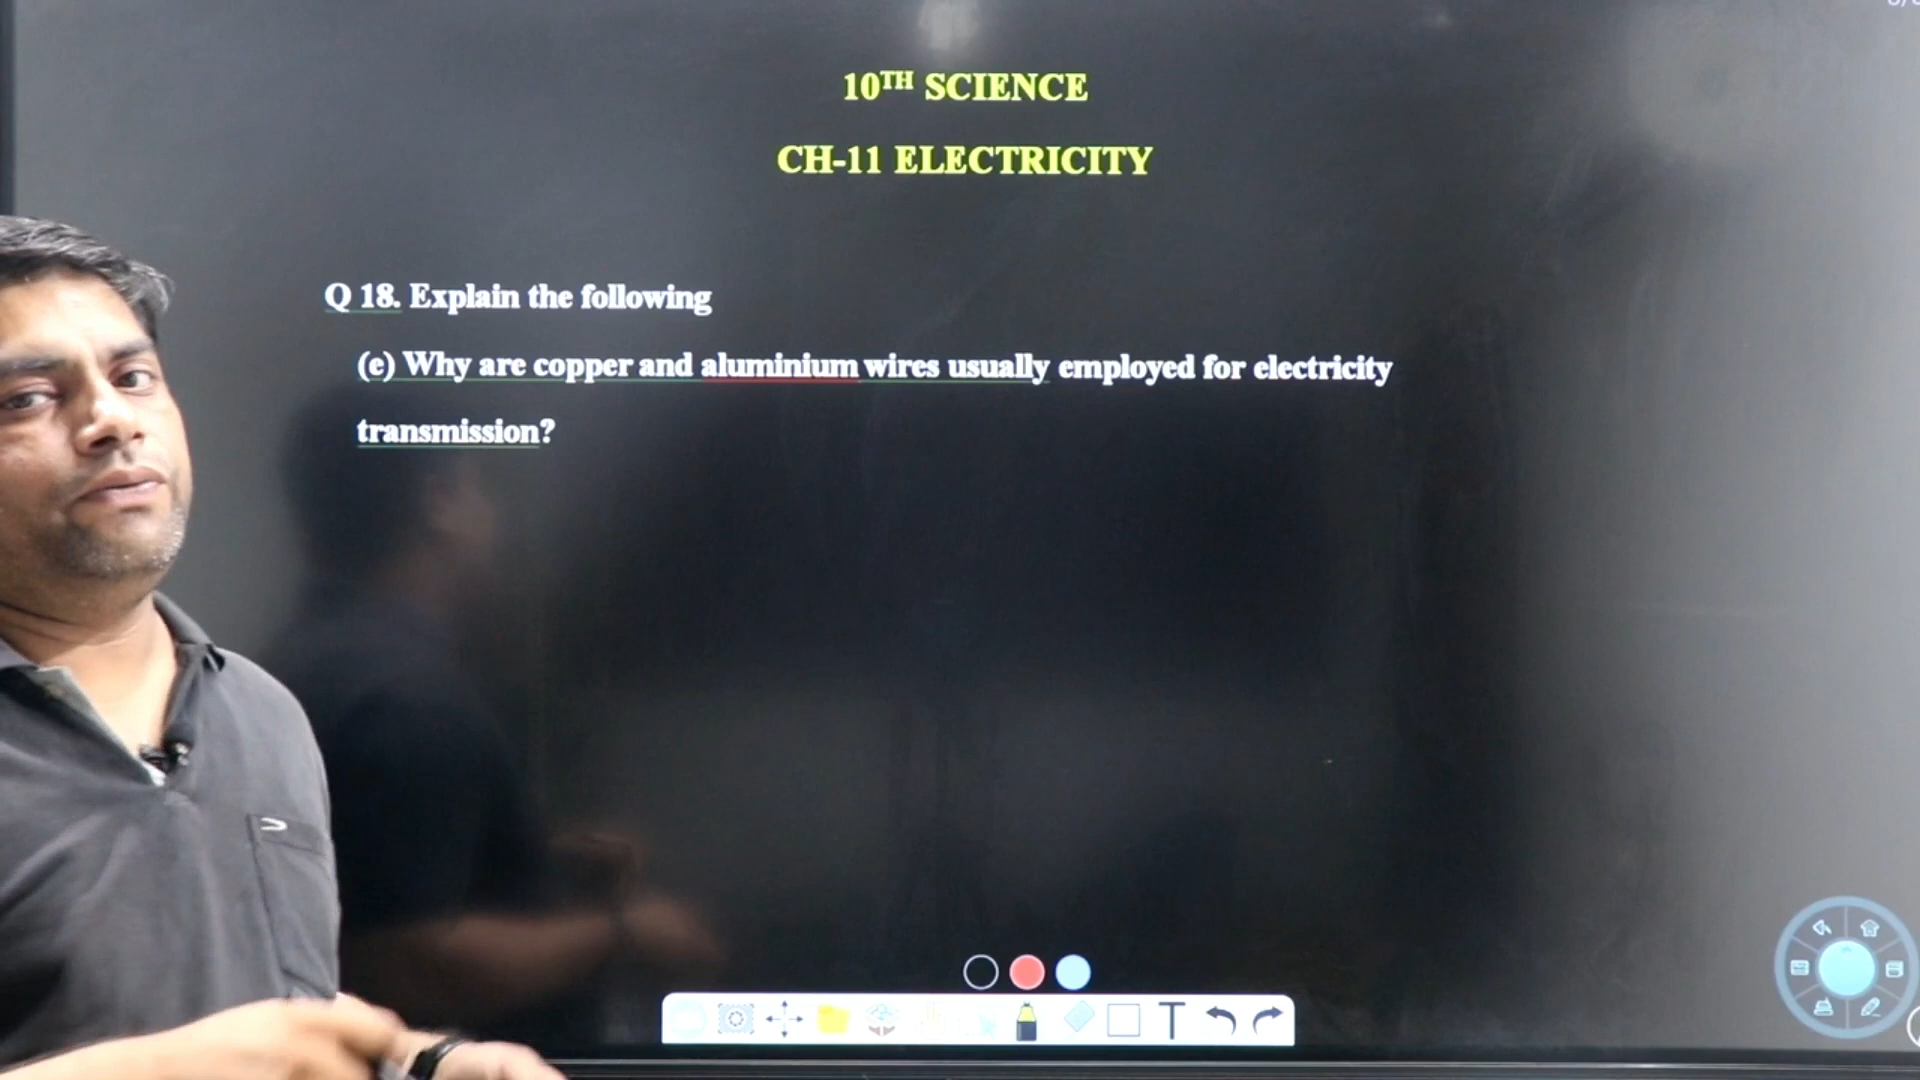 10TH SCIENCE
CH-11 ELECTRICITY
Q 18. Explain the following
(e) Why are copper and aluminium wires usually employed for electricity
transmission?
T